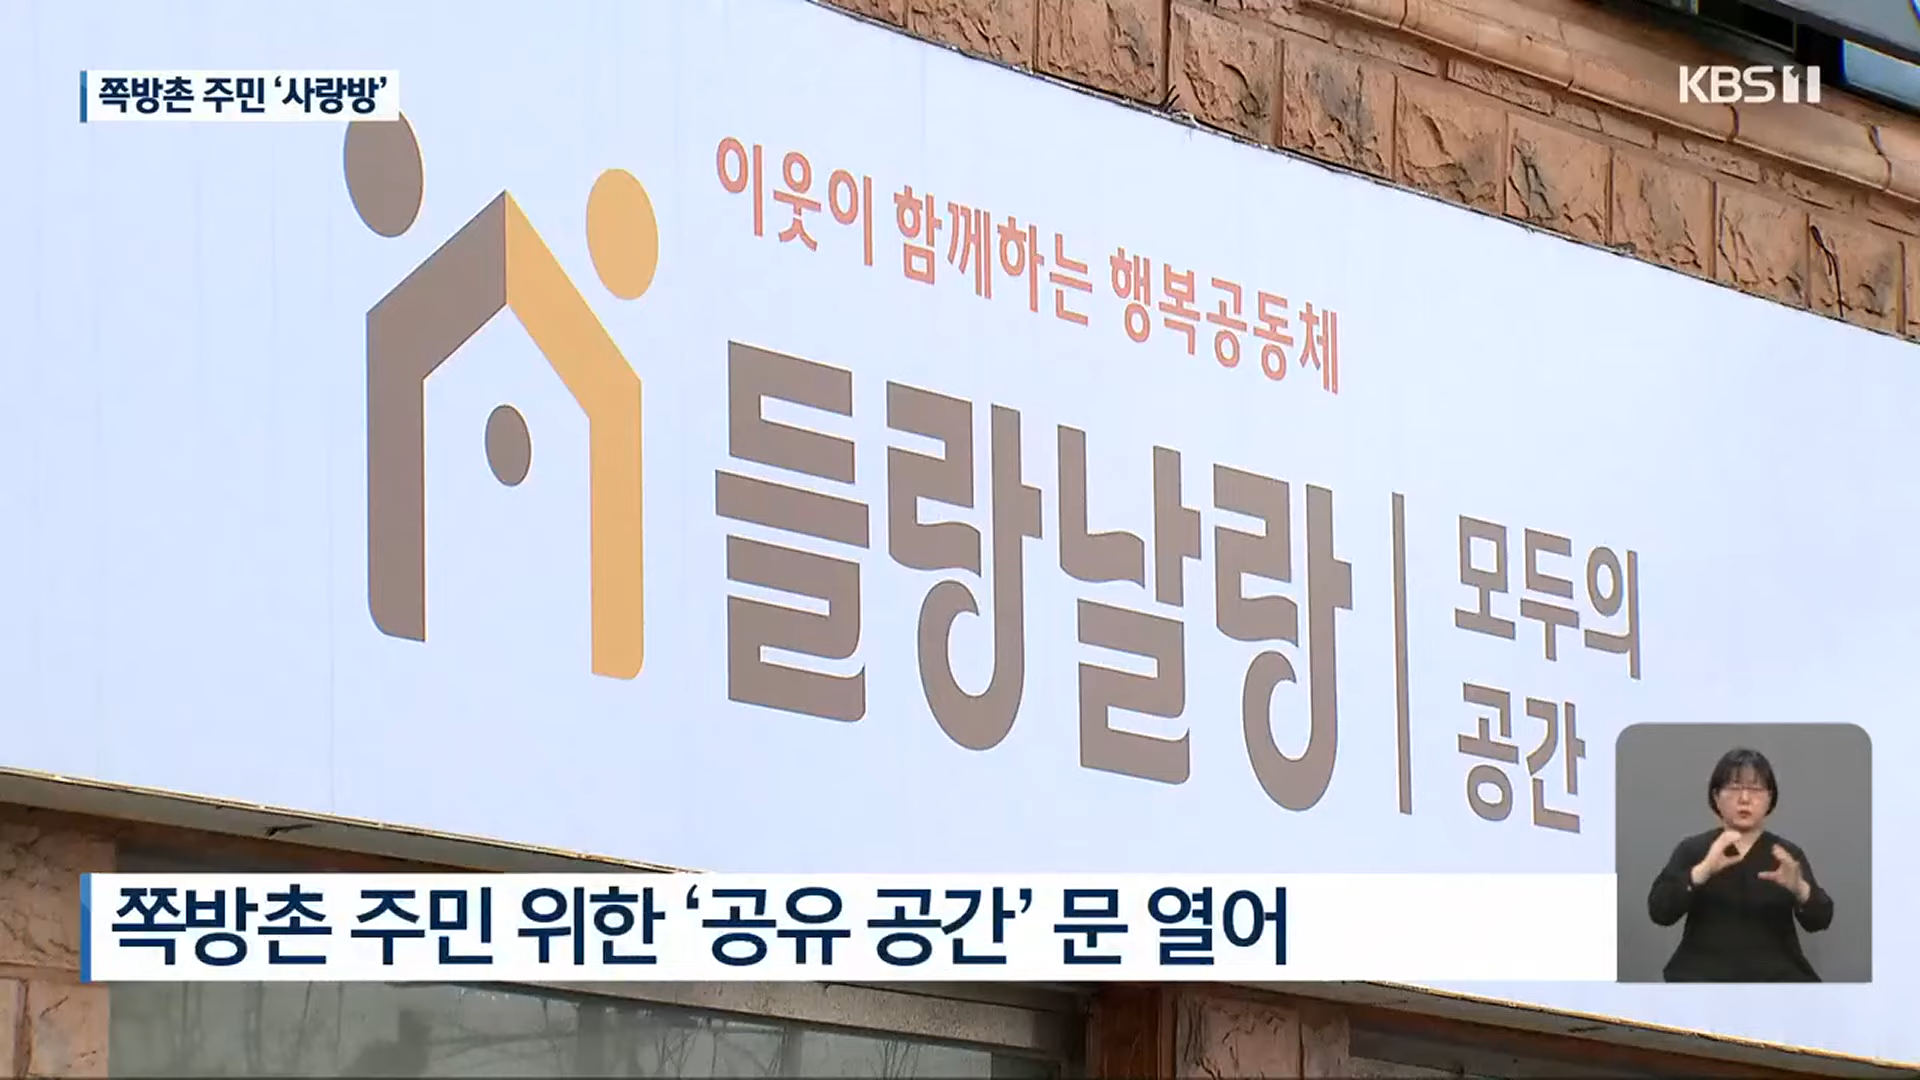 쪽방촌 주민 ‘사랑방’
KBS 1
이웃이 함께하는 행복공동체
들랑날랑
모두의
공간
쪽방촌 주민 위한 ‘공유 공간’ 문 열어